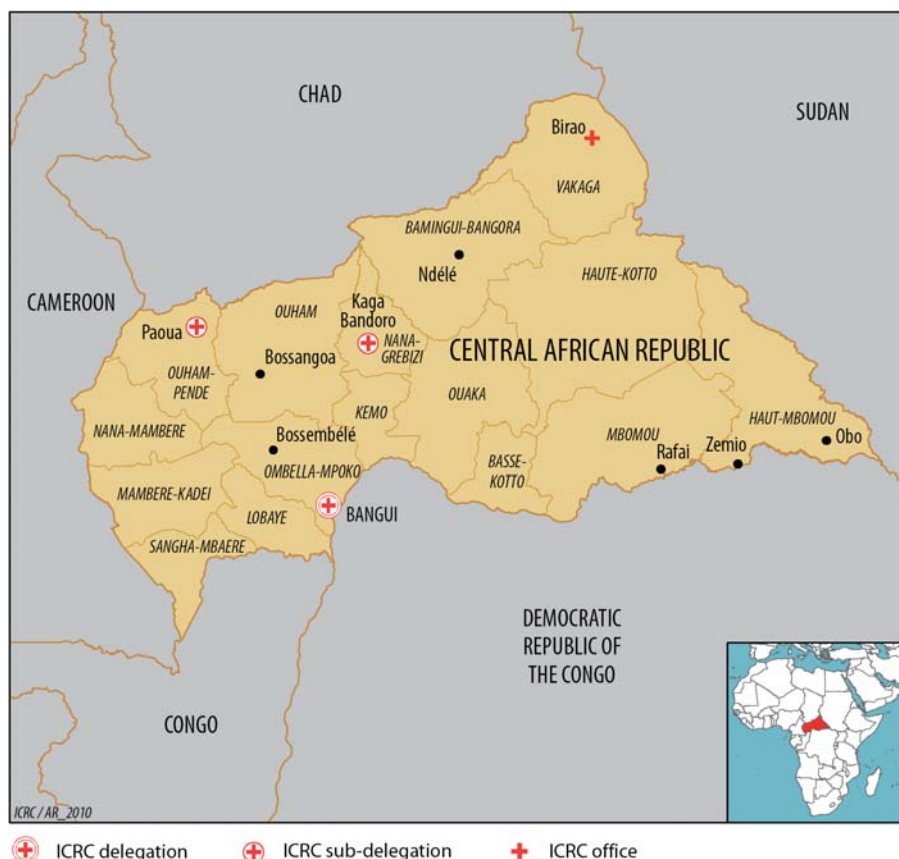 CHAD
SUDAN
Birao
VAKAGA
BAMINGUI-BANGORA
Ndélé
HAUTE-KOTTO
CAMEROON
Paoua
OUHAM
Kaga
Bandoro
NANA-
GREBIZI
CENTRAL AFRICAN REPUBLIC
Bossangoa
OUHAM-
PENDE
OUAKA
KEMO
NANA-MAMBERE
Bossembélé
OMBELLA-MPOKO
BASSE-
KOTTO
MBOMOU
Rafai
Zemio
HAUT-MBOMOU
Obo
MAMBERE-KADEI
LOBAYE
BANGUI
SANGHA-MBAERE
DEMOCRATIC
REPUBLIC OF
THE CONGO
CONGO
ICRC / AR_2010
ICRC delegation
ICRC sub-delegation
ICRC office